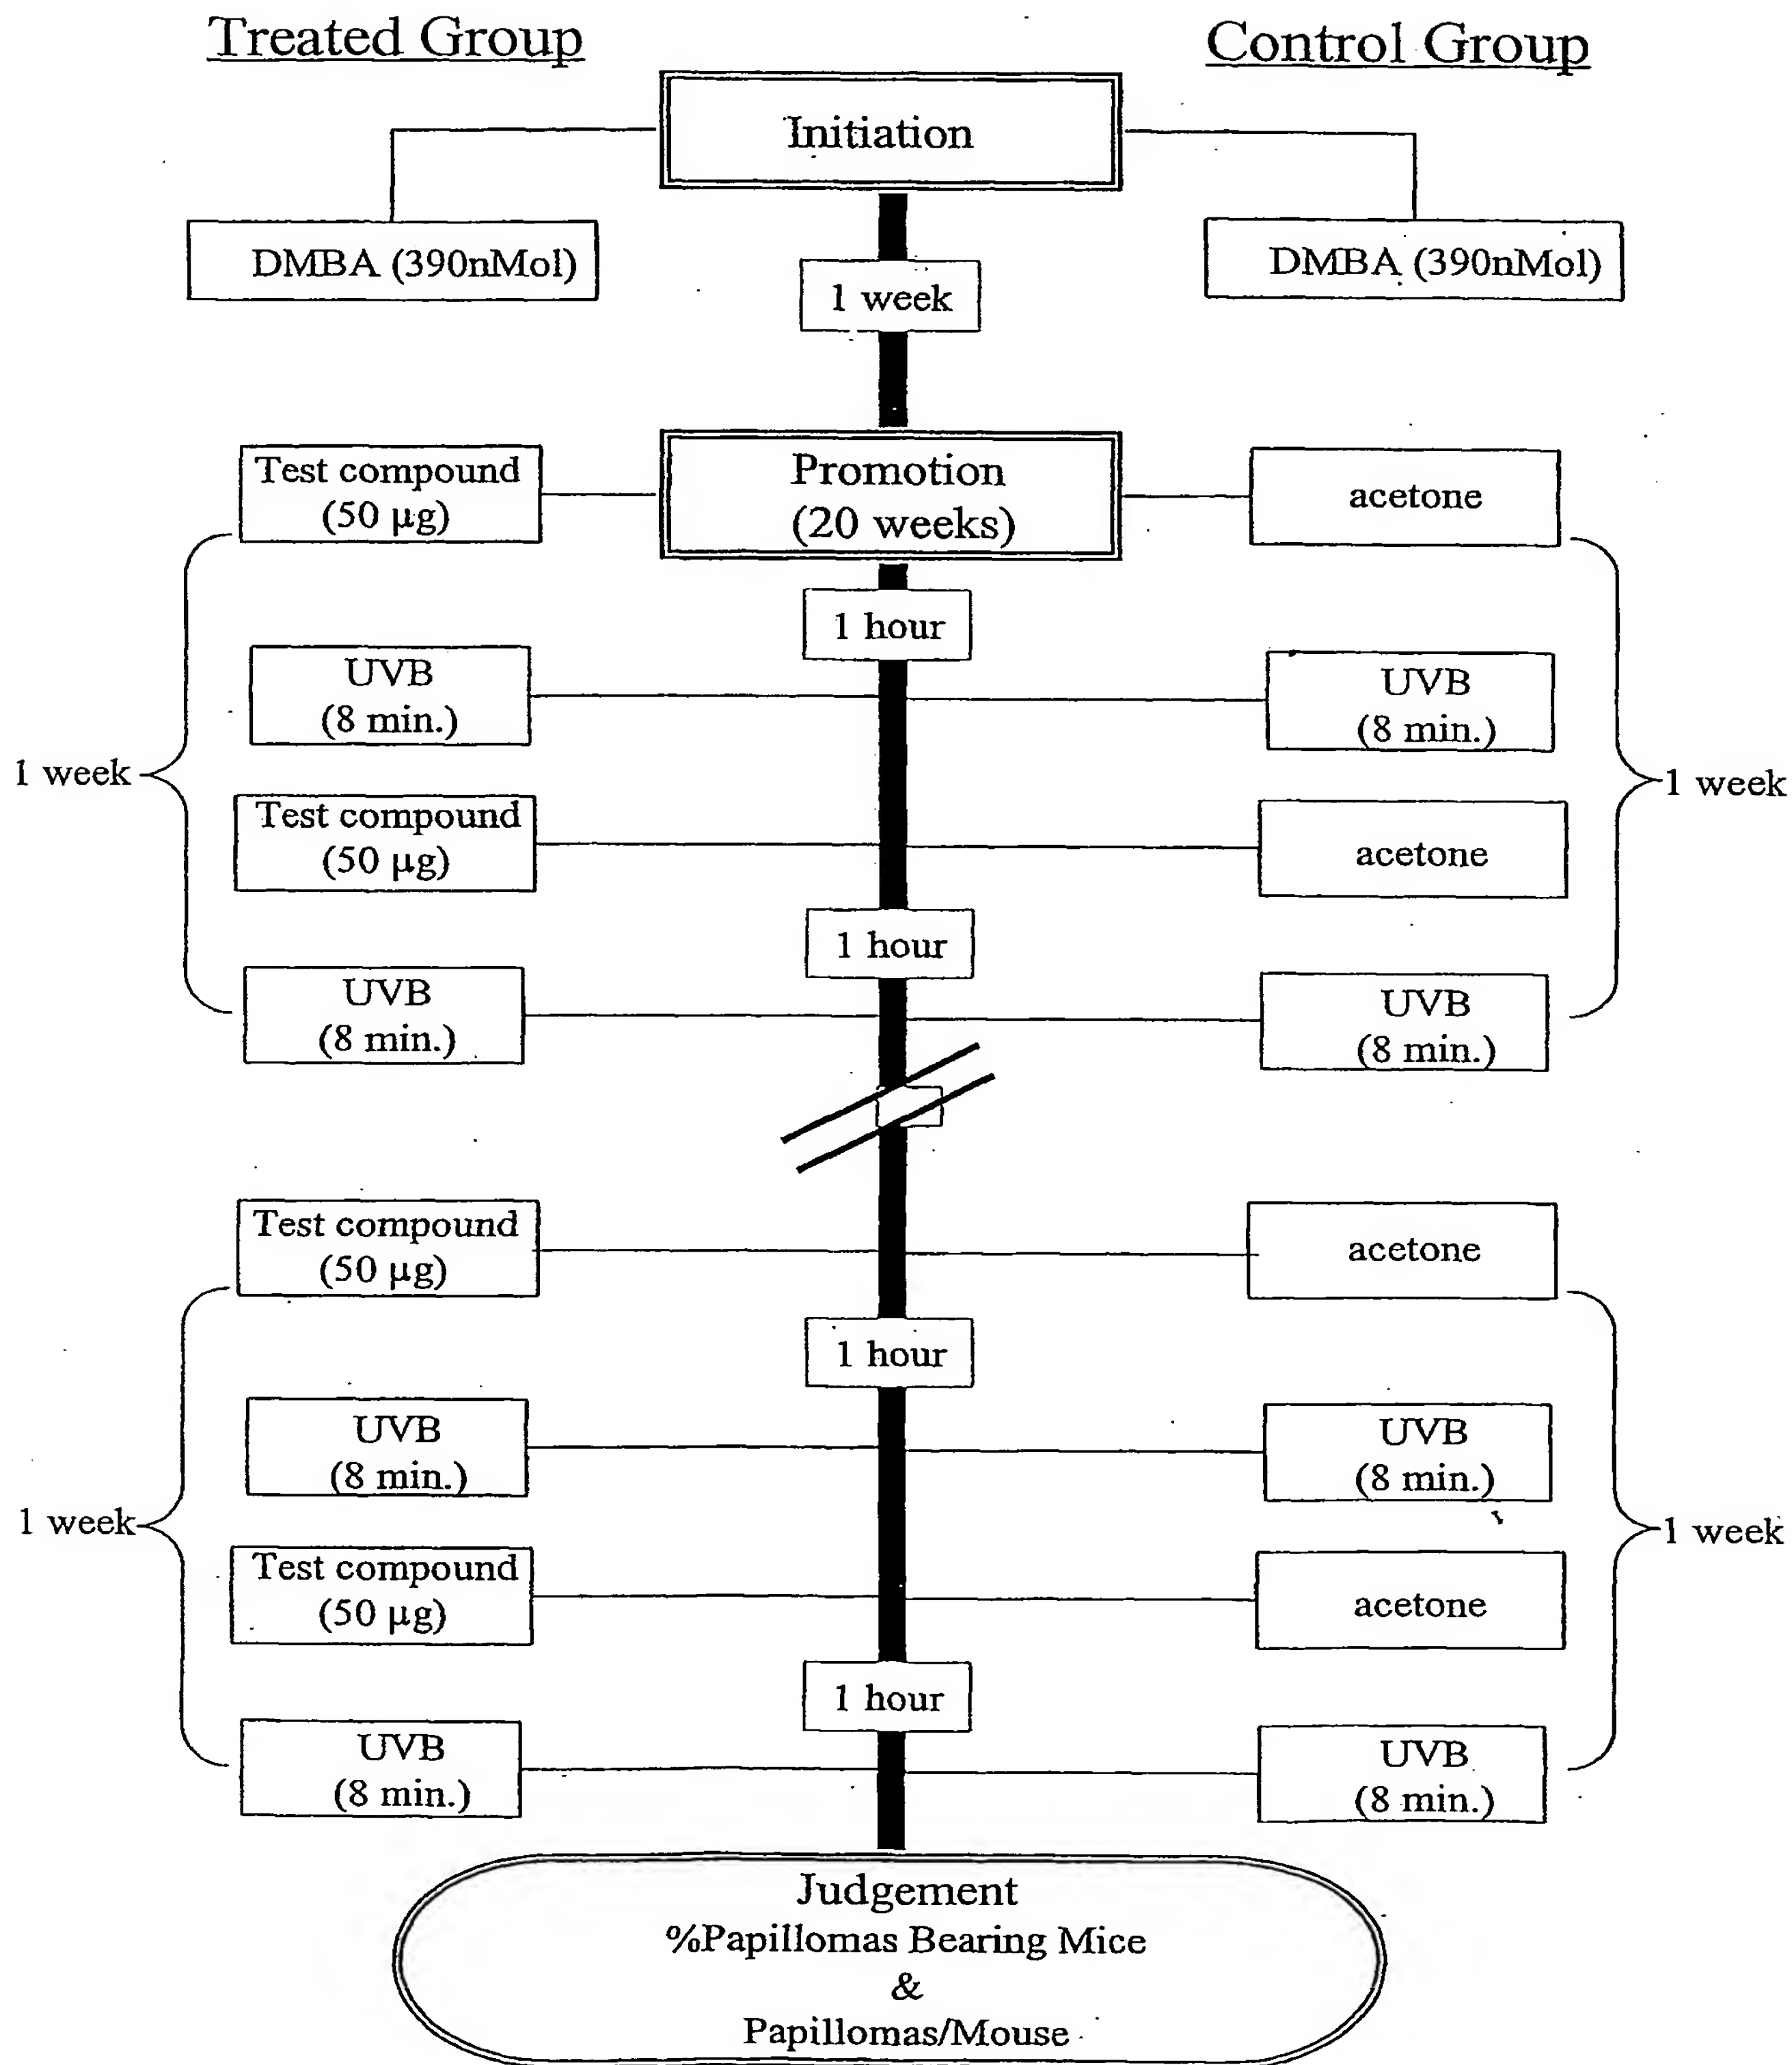 Treated Group
Control Group
Initiation
DMBA (390nMol)
DMBA (390nMol)
1 week
Test compound
(50 µg)
Promotion
(20 weeks)
acetone
1 hour
UVB
(8 min.)
UVB
(8 min.)
1 week
1 week
Test compound
(50 µg)
acetone
1 hour
UVB
(8 min.)
UVB
(8 min.)
Test compound
(50 µg)
acetone
1 hour
UVB
(8 min.)
UVB
(8 min.)
1 week
1 week
Test compound
(50 µg)
acetone
1 hour
UVB
(8 min.)
UVB
(8 min.)
Judgement
%Papillomas Bearing Mice
&
Papillomas/Mouse